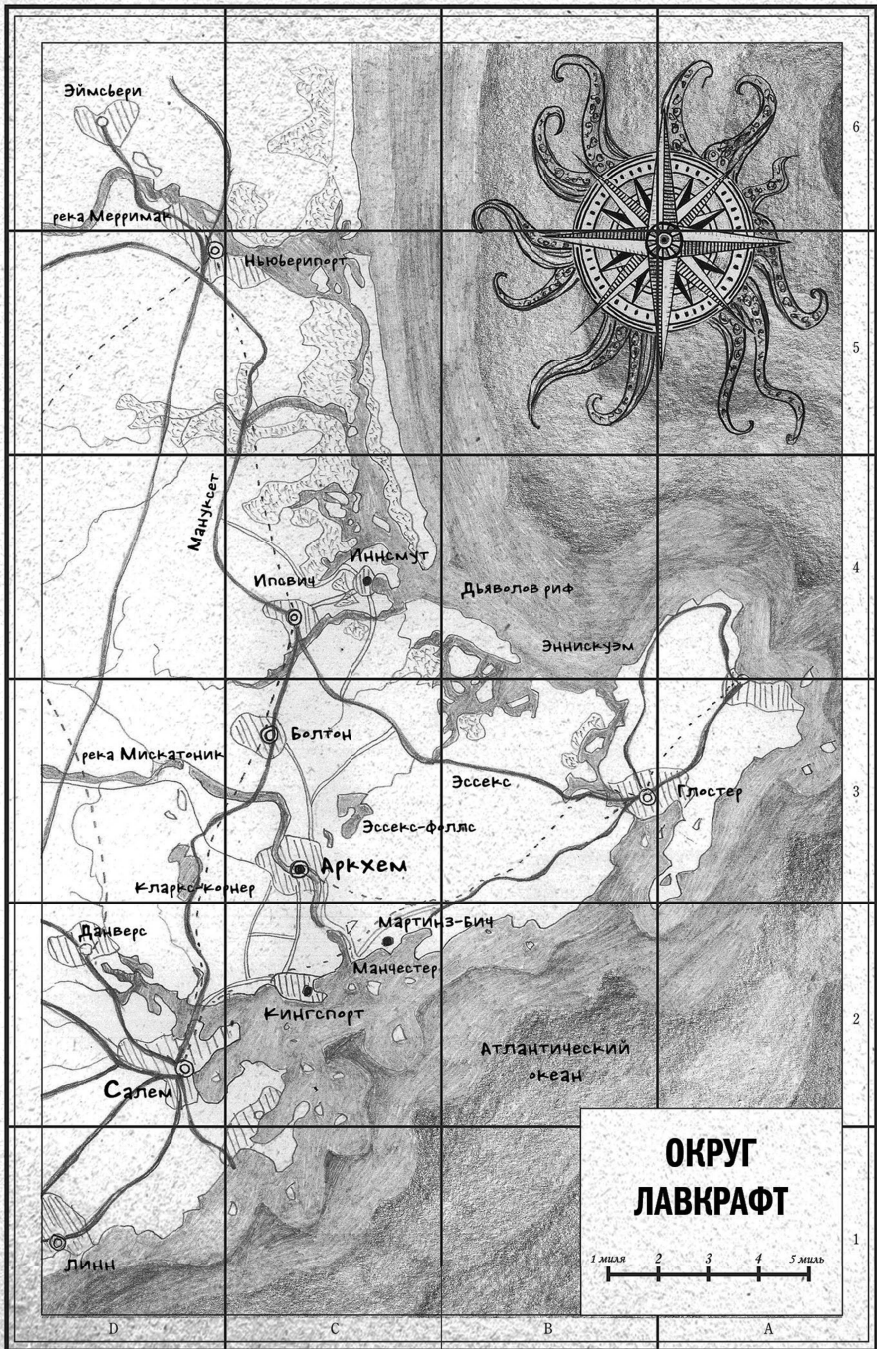 Эймсбери
6
река Мерримак
Ньюберипорт
5
Мануксет
Иннсмут
Ипсвич
4
Дьяволов риф
Эннискуэм
Болтон
река Мискатоник
Эссекс
Глостер
3
Эссекс-фоллс
Аркхем
Кларкс-корнер
Мартинз-Бич
Данверс
Манчестер
Кингспорт
2
Атлантический
океан
Салем
ОКРУГ
ЛАВКРАФТ
1
1 миля 2 3 4 5 миль
Линн
D C B A